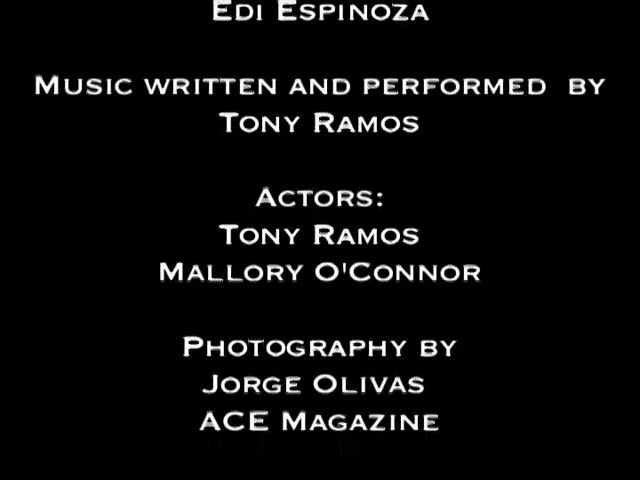 EDI ESPINOZA
MUSIC WRITTEN AND PERFORMED BY
TONY RAMOS
ACTORS:
TONY RAMOS
MALLORY O'CONNOR
PHOTOGRAPHY BY
JORGE OLIVAS
ACE MAGAZINE